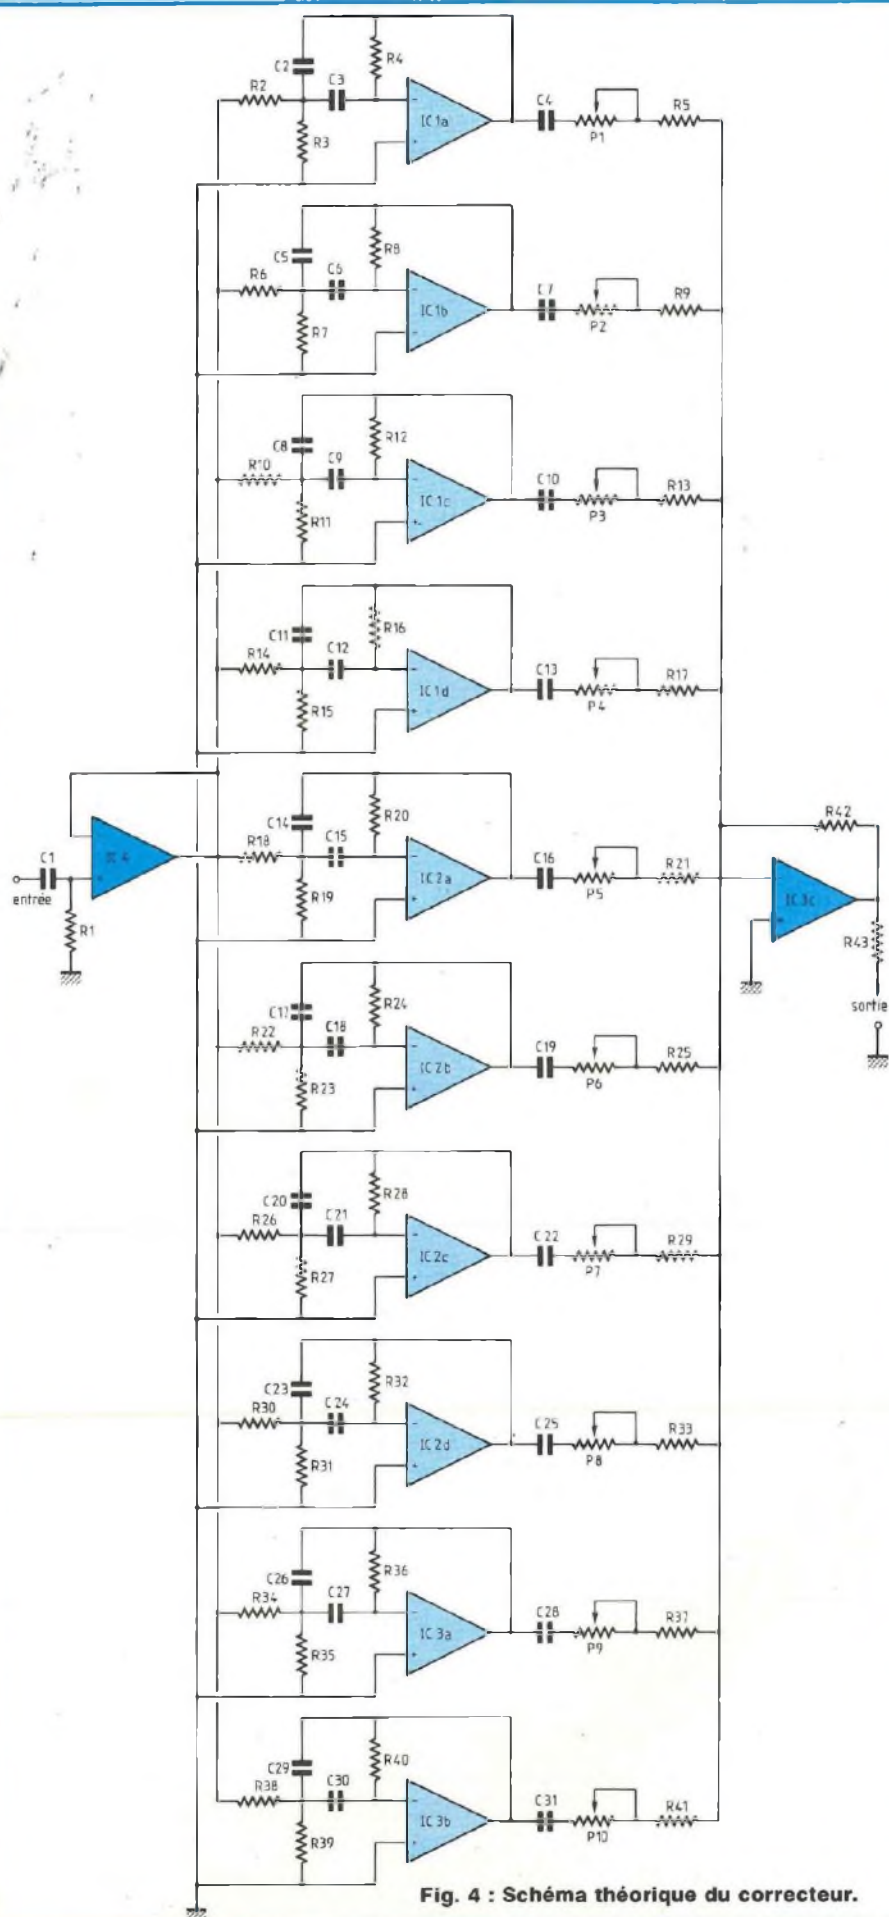 C2
R4
R2
C3
IC1a
C4
R5
R3
P1
C5
R8
R6
C6
IC1b
C7
R9
R7
P2
C8
R12
R10
C9
IC1c
C10
R13
R11
P3
C11
R16
R14
C12
IC1d
C13
R17
R15
P4
C14
R20
R18
C15
IC2a
C16
R21
R19
P5
C1
IC4
entrée
R1
R42
IC3c
R43
sortie
C17
R24
R22
C18
IC2b
C19
R25
R23
P6
C20
R28
R26
C21
IC2c
C22
R29
R27
P7
C23
R32
R30
C24
IC2d
C25
R33
R31
P8
C26
R36
R34
C27
IC3a
C28
R37
R35
P9
C29
R40
R38
C30
IC3b
C31
R41
R39
P10
Fig. 4 : Schéma théorique du correcteur.